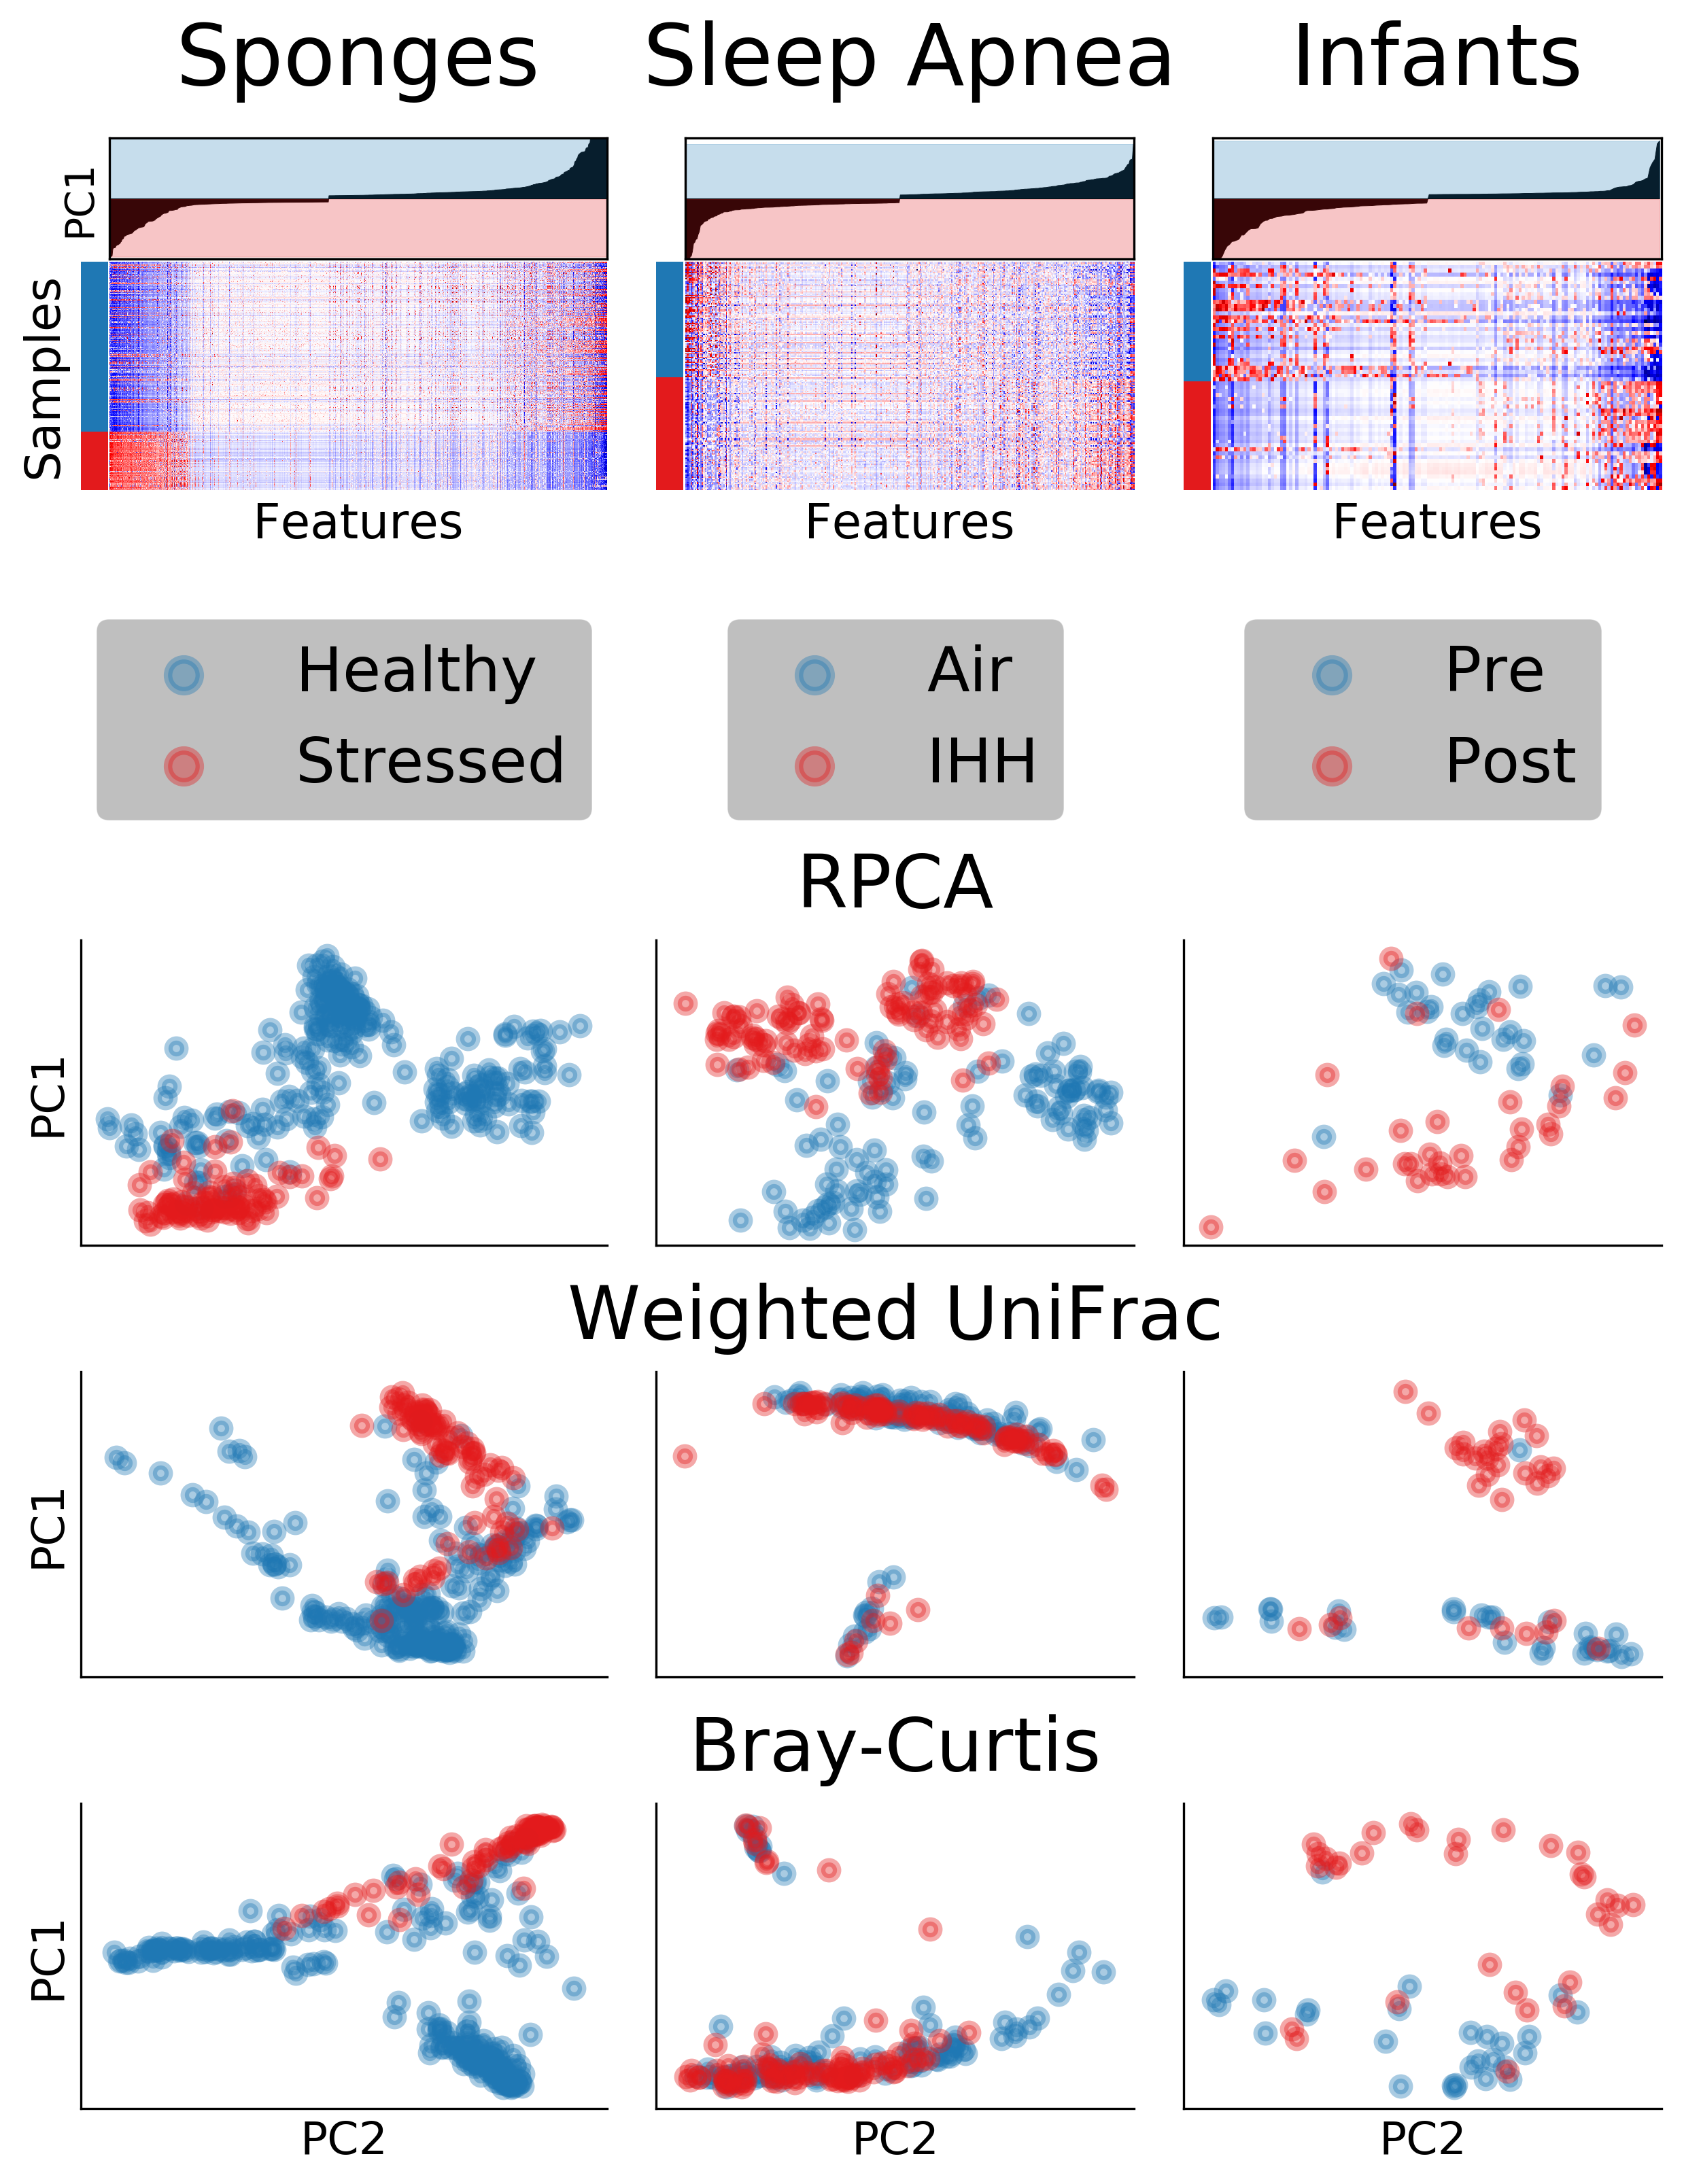 Sponges Sleep Apnea Infants
PC1
Samples
Features Features Features
Healthy Air Pre
Stressed IHH Post
RPCA
PC1
Weighted UniFrac
PC1
Bray-Curtis
PC1
PC2 PC2 PC2